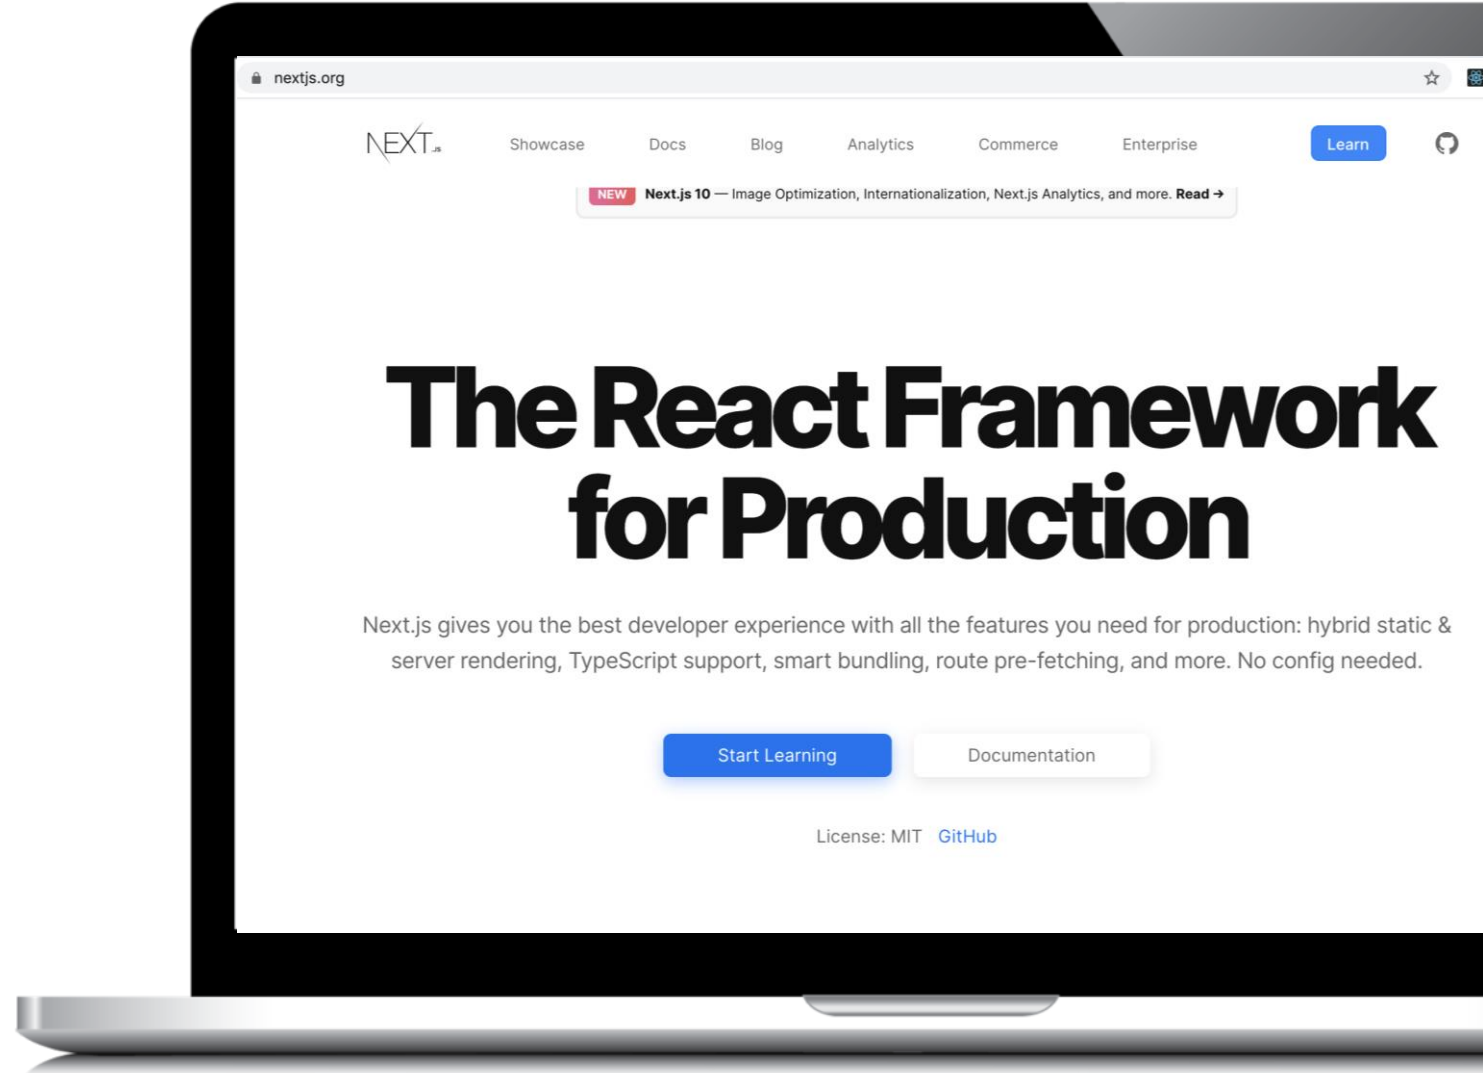 nextjs.org
NEXT.JS Showcase Docs Blog Analytics Commerce Enterprise Learn
NEW Next.js 10 — Image Optimization, Internationalization, Next.js Analytics, and more. Read →
The React Framework
for Production
Next.js gives you the best developer experience with all the features you need for production: hybrid static &
server rendering, TypeScript support, smart bundling, route pre-fetching, and more. No config needed.
Start Learning Documentation
License: MIT GitHub